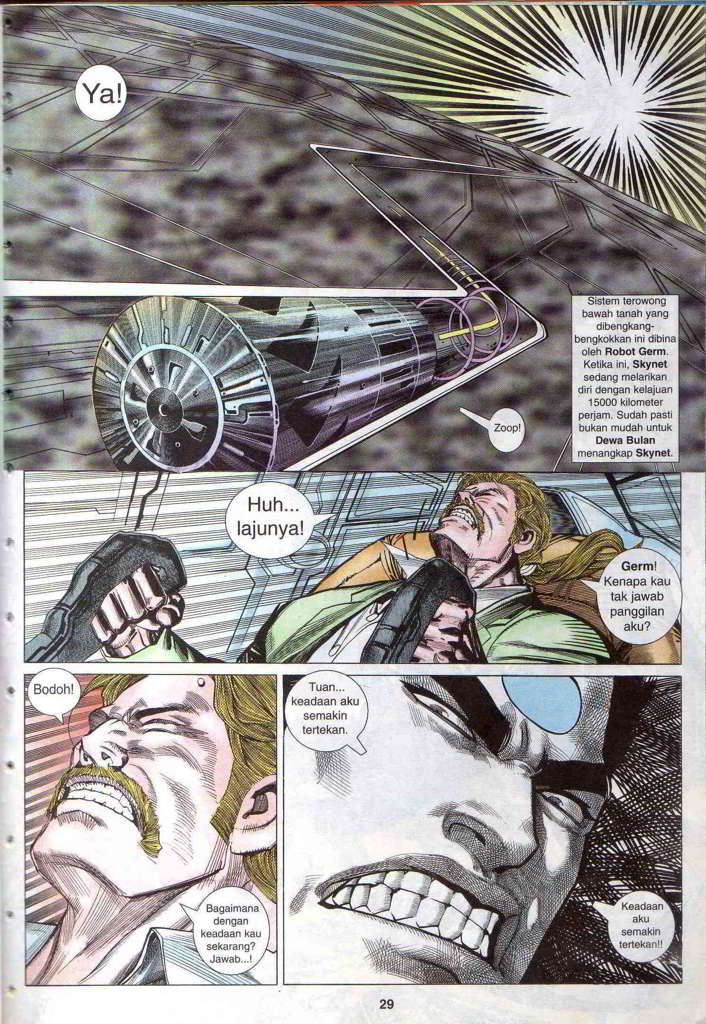 Ya!
Sistem terowong
bawah tanah yang
dibengkang-
bengkokkan ini dibina
oleh Robot Germ.
Ketika ini, Skynet
sedang melarikan
diri dengan kelajuan
15000 kilometer
perjam. Sudah pasti
bukan mudah untuk
Dewa Bulan
menangkap Skynet.
Zoop!
Huh...
lajunya!
Germ!
Kenapa kau
tak jawab
panggilan
aku?
Bodoh!
Bagaimana
dengan
keadaan kau
sekarang?
Jawab...!
Tuan...
keadaan aku
semakin
tertekan.
Keadaan
aku
semakin
tertekan!!
29